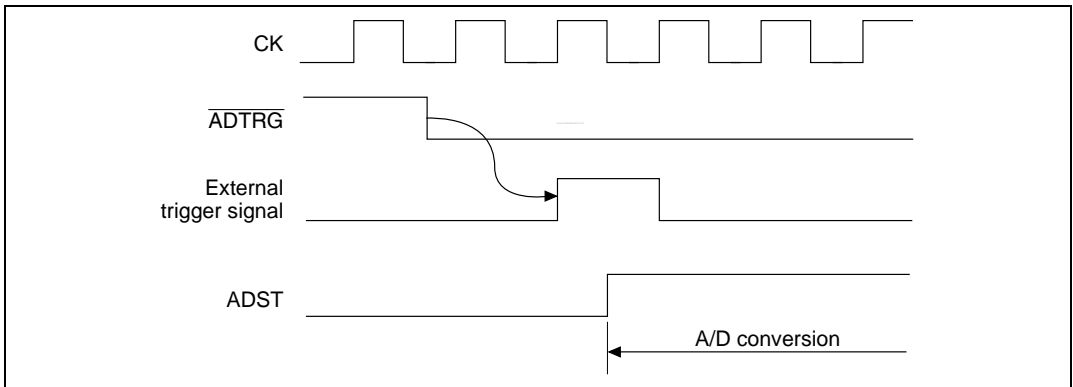 CK
ADTRG
External
trigger signal
ADST
A/D conversion